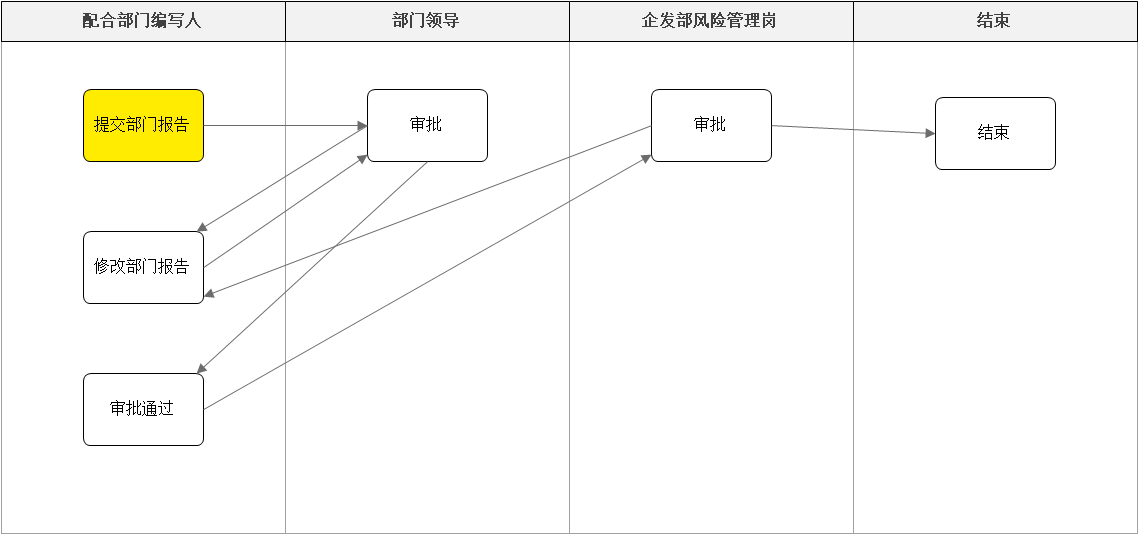 配合部门编写人
部门领导
企发部风险管理岗
结束
提交部门报告
审批
审批
结束
修改部门报告
审批通过